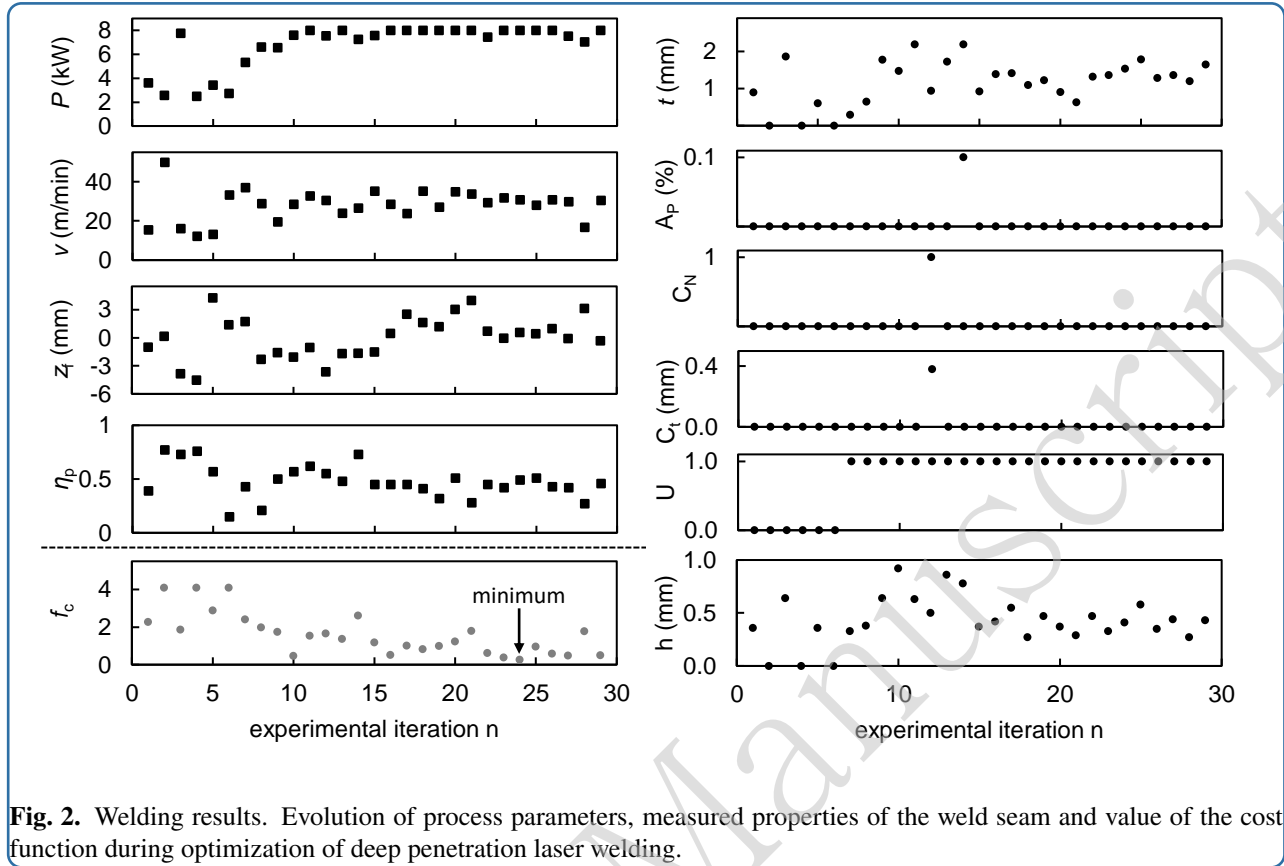 8
6
4
2
0
P (kW)
40
20
0
v (m/min)
3
0
-3
-6
z_f (mm)
1
0.5
0
η_p
4
2
0
f_c
minimum
0 5 10 15 20 25 30
experimental iteration n
2
1
t (mm)
0.1
A_P (%)
1
C_N
0.4
0.0
C_t (mm)
1.0
0.0
U
1.0
0.5
0.0
h (mm)
0 10 20 30
experimental iteration n
Manuscript
Fig. 2. Welding results. Evolution of process parameters, measured properties of the weld seam and value of the cost
function during optimization of deep penetration laser welding.